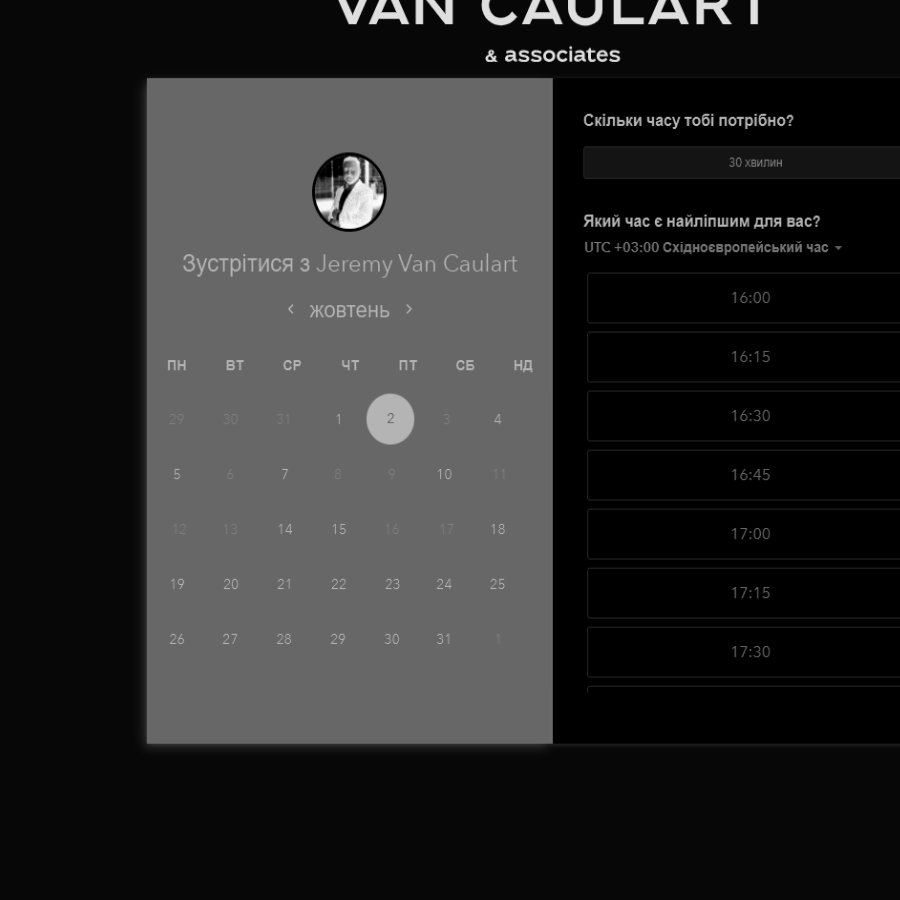 VAN CAULART
& associates
Зустрітися з Jeremy Van Caulart
жовтень
ПН ВТ СР ЧТ ПТ СБ НД
29 30 31 1 2 3 4
5 6 7 8 9 10 11
12 13 14 15 16 17 18
19 20 21 22 23 24 25
26 27 28 29 30 31 1
Скільки часу тобі потрібно?
30 хвилин
Який час є найліпшим для вас?
UTC +03:00 Східноєвропейський час
16:00
16:15
16:30
16:45
17:00
17:15
17:30